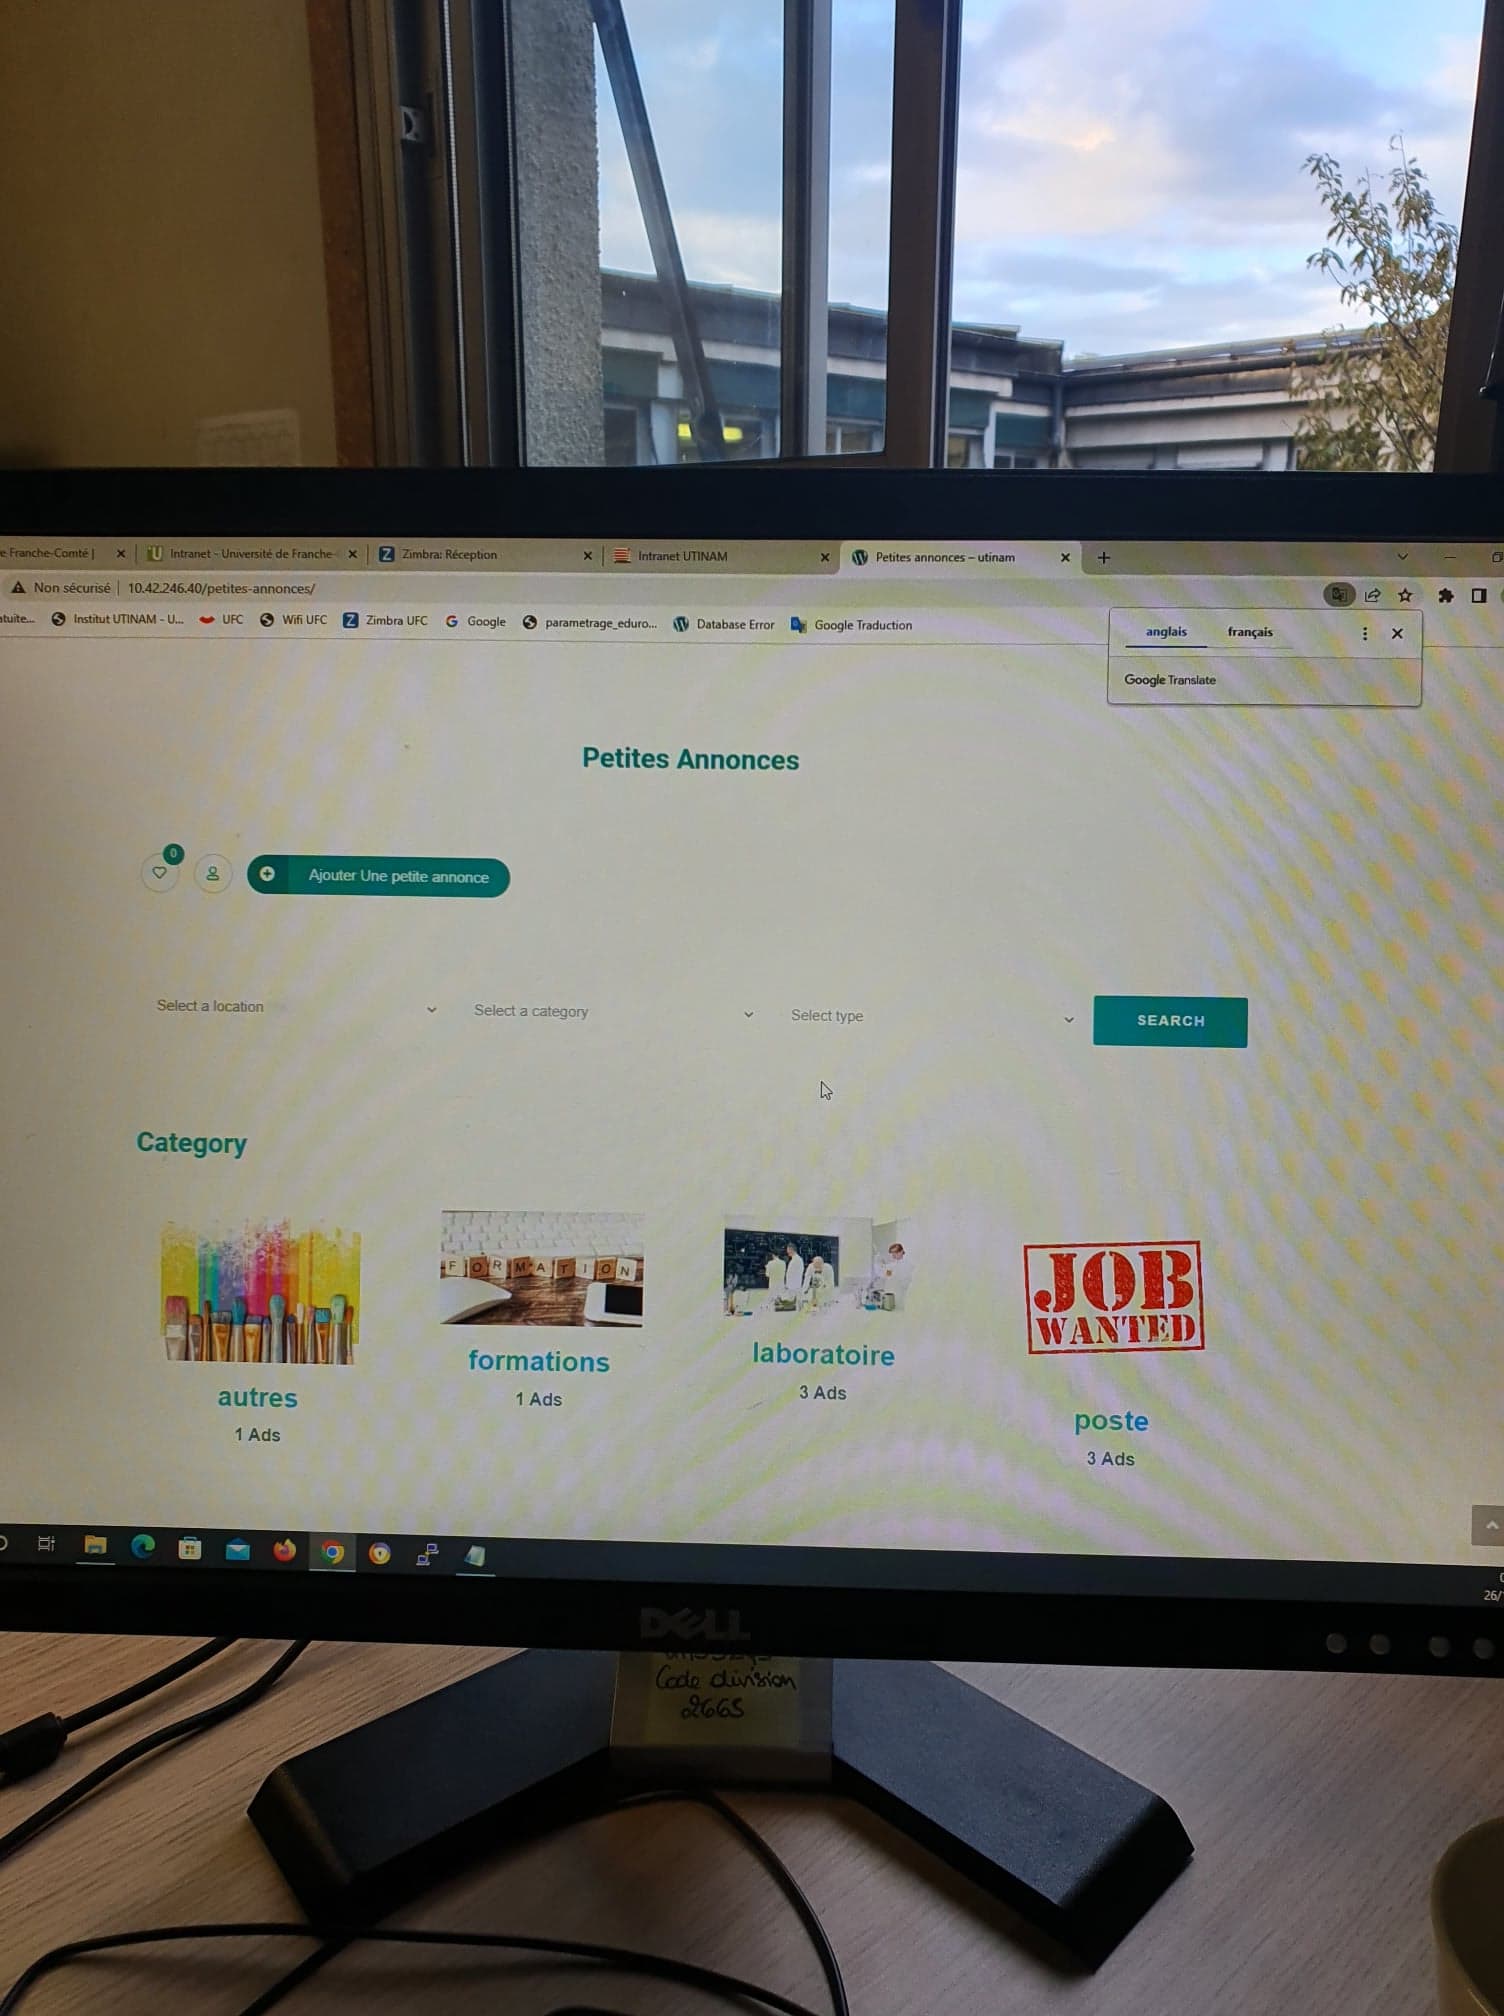 e-Franche-Comté |
Intranet - Université de Franche-
Zimbra: Réception
Intranet UTINAM
Petites annonces – utinam
Non sécurisé | 10.42.246.40/petites-annonces/
Institut UTINAM - U...
UFC
Wifi UFC
Zimbra UFC
Google
parametrage_eduro...
Database Error
Google Traduction
anglais
français
Google Translate
Petites Annonces
0
Ajouter Une petite annonce
Select a location
Select a category
Select type
SEARCH
Category
FORMATION
JOB
WANTED
autres
1 Ads
formations
1 Ads
laboratoire
3 Ads
poste
3 Ads
26/
DELL
Code division